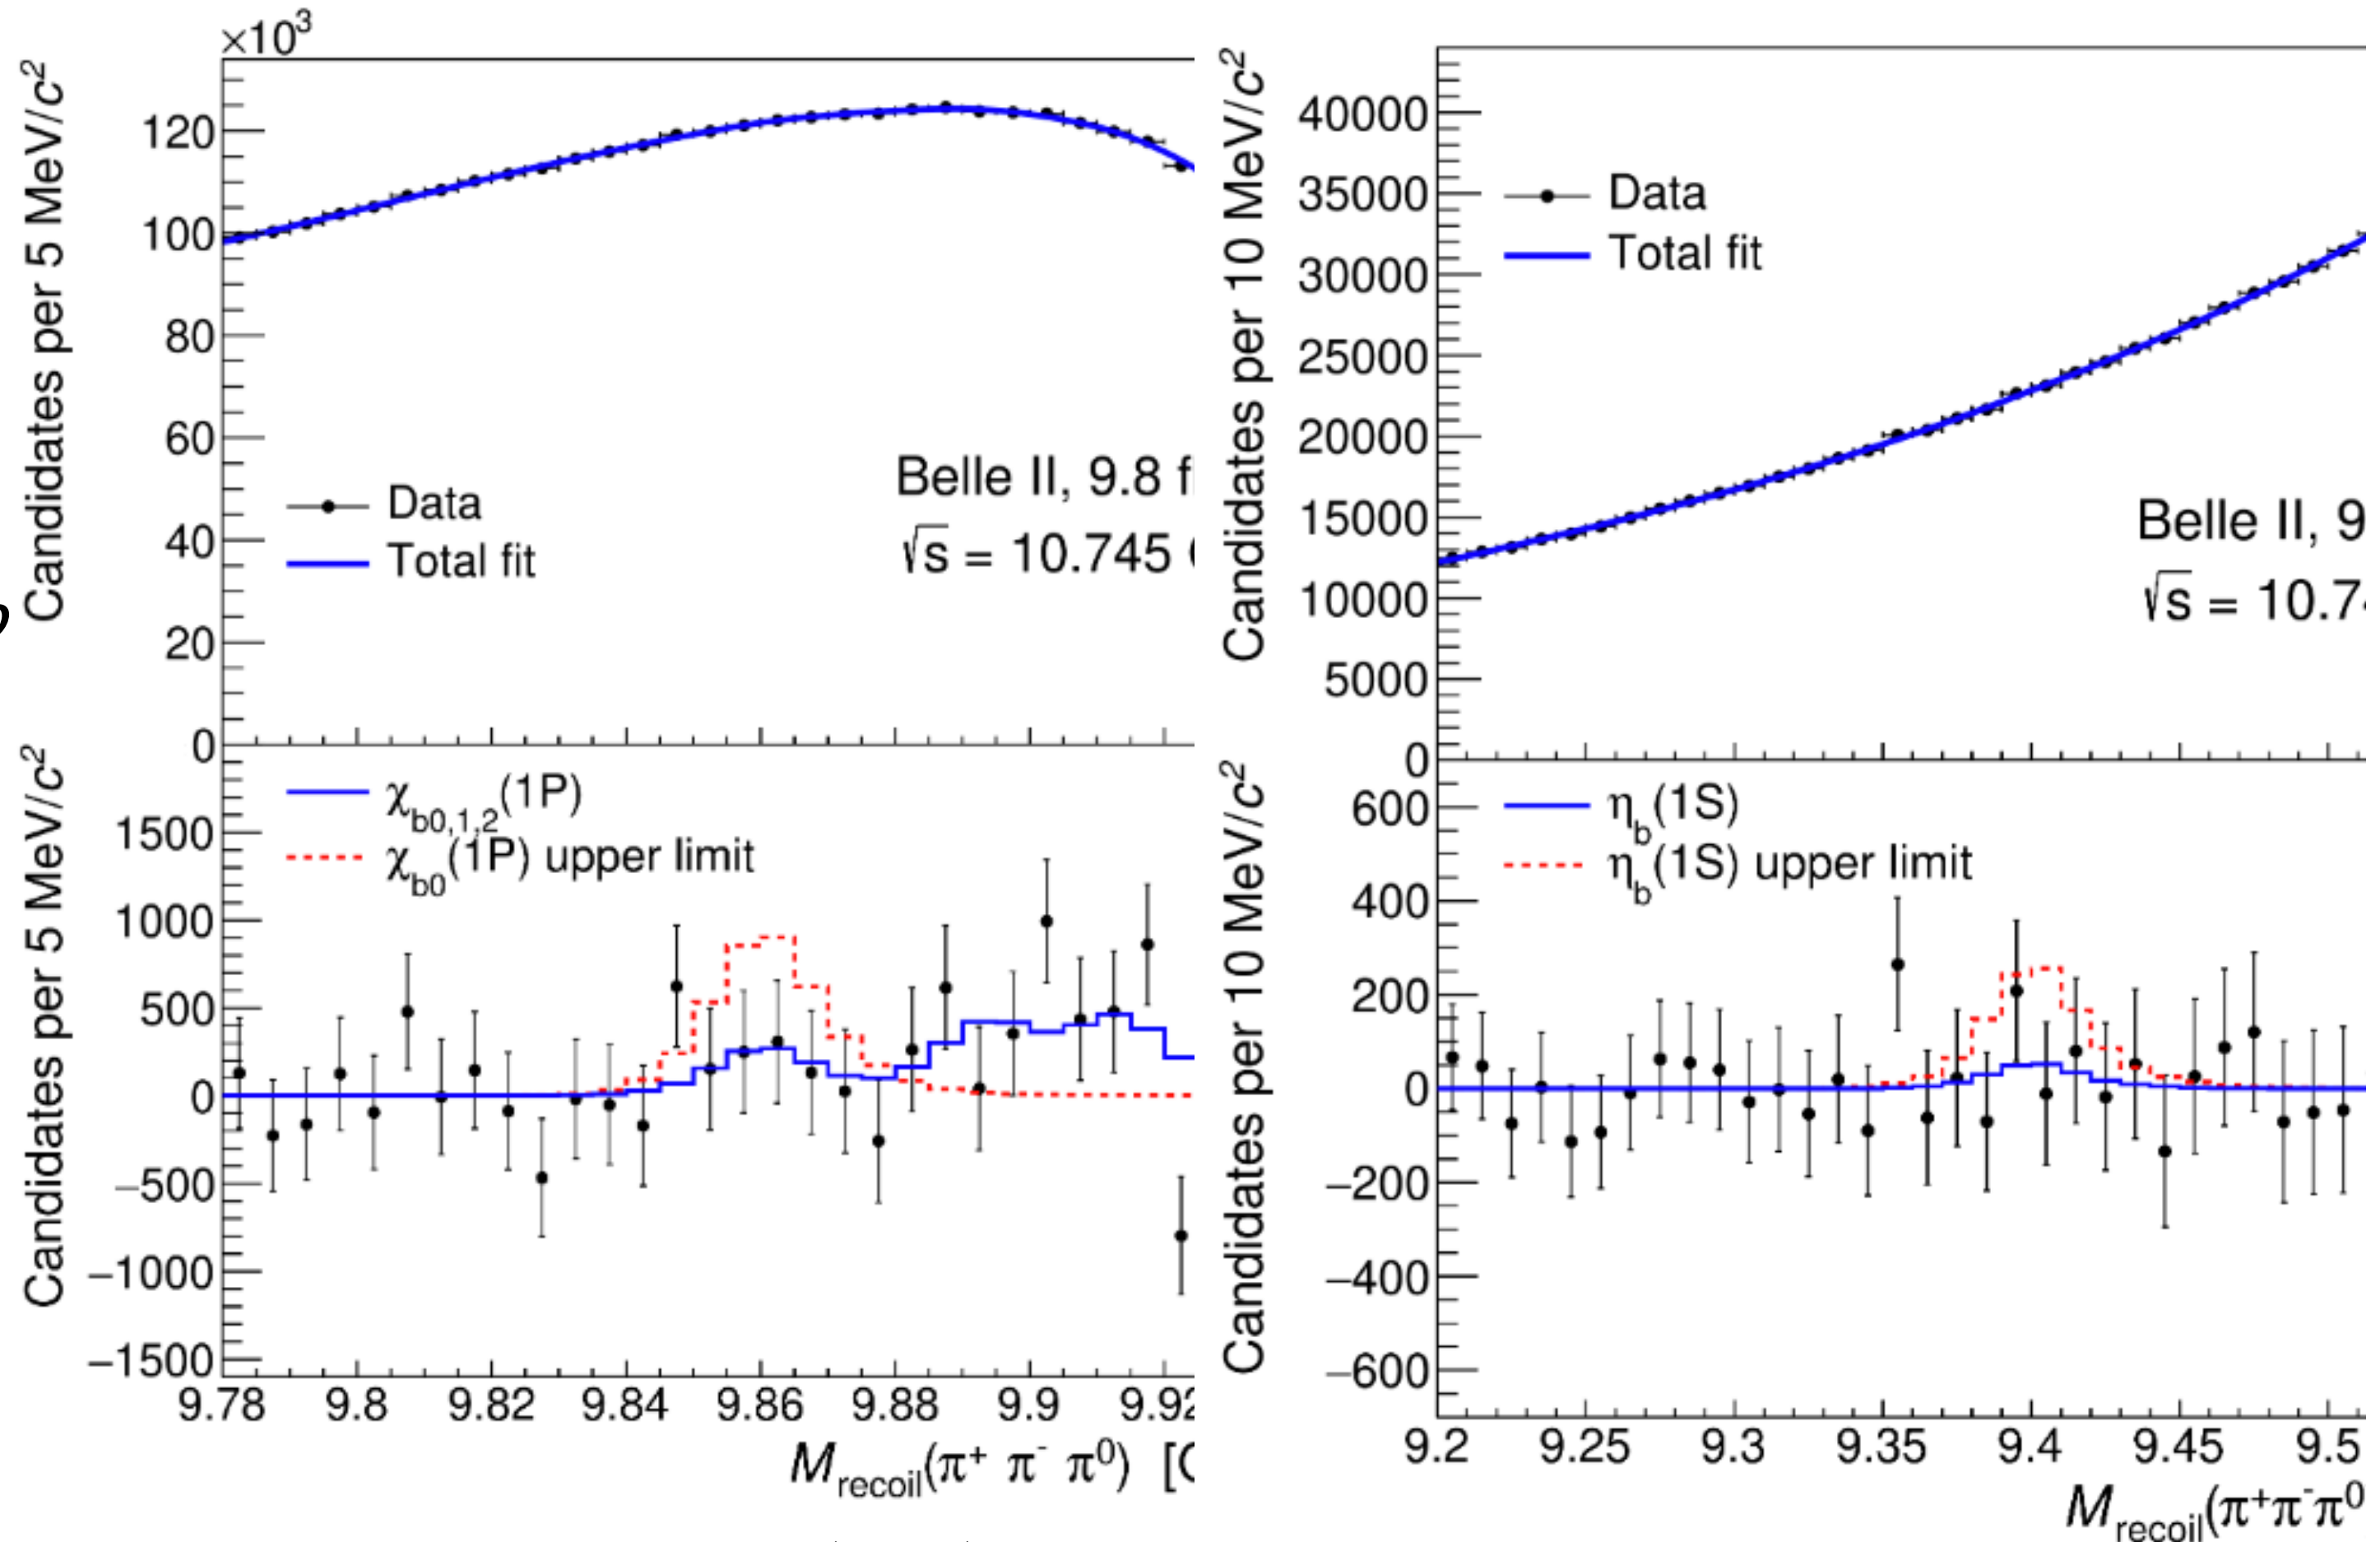 ×10³
Candidates per 5 MeV/c²
120
100
80
60
40
20
0
Data
Total fit
Belle II, 9.8 f
√s = 10.745
Candidates per 5 MeV/c²
χb0,1,2(1P)
χb0(1P) upper limit
1500
1000
500
0
−500
−1000
−1500
9.78 9.8 9.82 9.84 9.86 9.88 9.9 9.92
Mrecoil(π⁺ π⁻ π⁰) [
Candidates per 10 MeV/c²
40000
35000
30000
25000
20000
15000
10000
5000
0
Data
Total fit
Belle II, 9
√s = 10.7
Candidates per 10 MeV/c²
ηb(1S)
ηb(1S) upper limit
600
400
200
0
−200
−400
−600
9.2 9.25 9.3 9.35 9.4 9.45 9.5
Mrecoil(π⁺π⁻π⁰